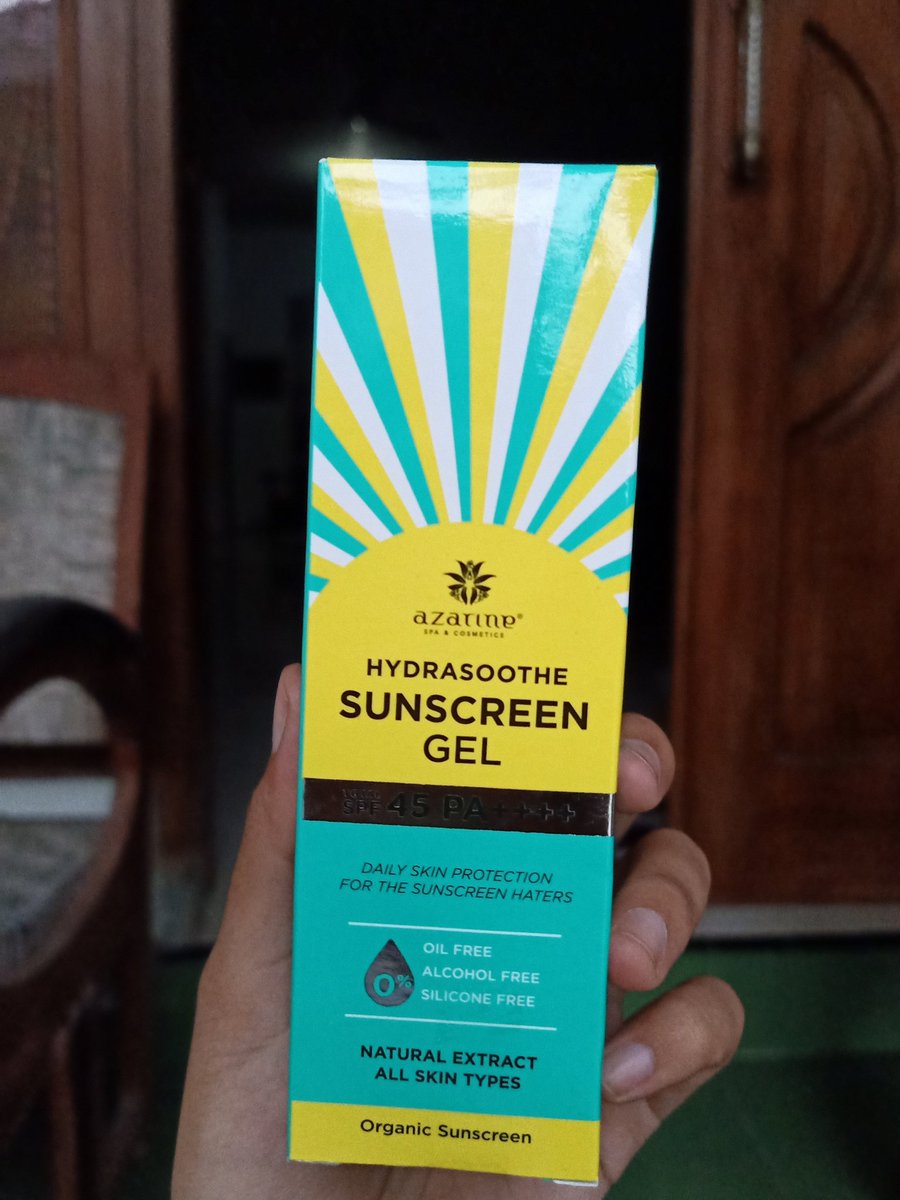 azarine®
SPA & COSMETICS
HYDRASOOTHE
SUNSCREEN
GEL
TOTAL
SPF 45 PA++++
DAILY SKIN PROTECTION
FOR THE SUNSCREEN HATERS
0%
OIL FREE
ALCOHOL FREE
SILICONE FREE
NATURAL EXTRACT
ALL SKIN TYPES
Organic Sunscreen